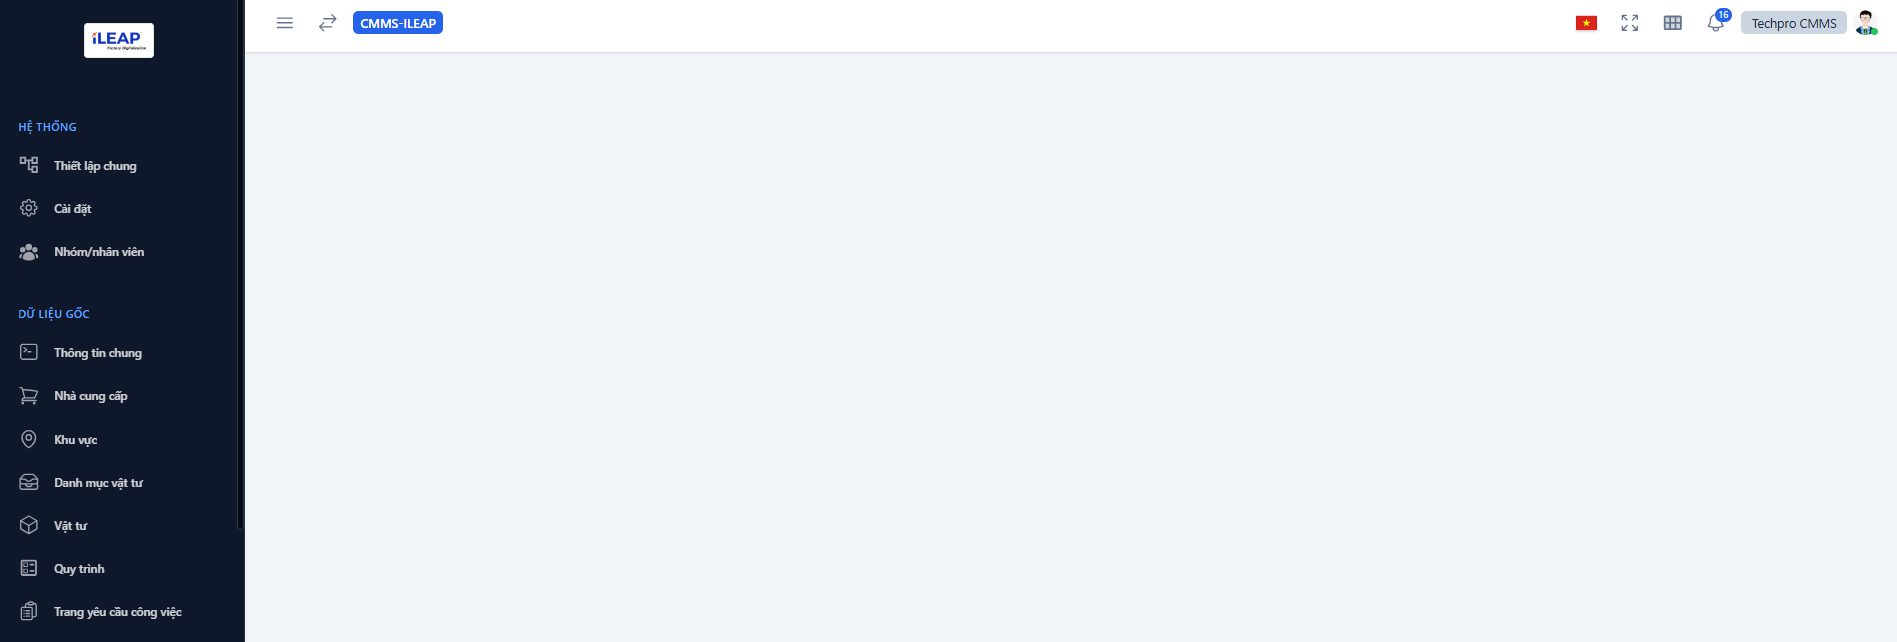 iLEAP
Factory Digitalization
CMMS-ILEAP
16
Techpro CMMS
HỆ THỐNG
Thiết lập chung
Cài đặt
Nhóm/nhân viên
DỮ LIỆU GỐC
Thông tin chung
Nhà cung cấp
Khu vực
Danh mục vật tư
Vật tư
Quy trình
Trang yêu cầu công việc